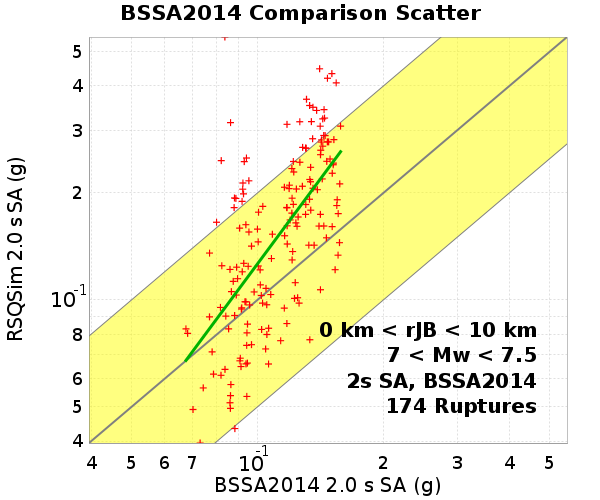 BSSA2014 Comparison Scatter
RSQSim 2.0 s SA (g)
5
4
3
2
10-1
8
6
5
4
0 km < rJB < 10 km
7 < Mw < 7.5
2s SA, BSSA2014
174 Ruptures
4 5 6 7 10-1 2 3 4 5
BSSA2014 2.0 s SA (g)